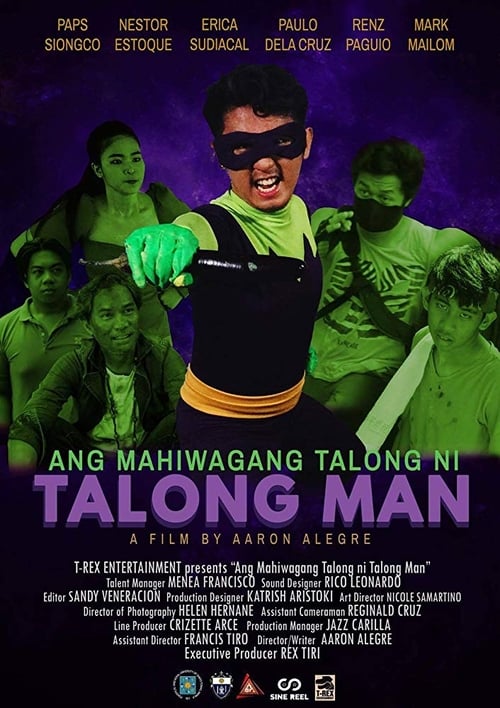 PAPS SIONGCO
NESTOR ESTOQUE
ERICA SUDIACAL
PAULO DELA CRUZ
RENZ PAGUIO
MARK MAILOM
ANG MAHIWAGANG TALONG NI
TALONG MAN
A FILM BY AARON ALEGRE
T-REX ENTERTAINMENT presents "Ang Mahiwagang Talong ni Talong Man"
Talent Manager MENEA FRANCISCO Sound Designer RICO LEONARDO
Editor SANDY VENERACION Production Designer KATRISH ARISTOKI Art Director NICOLE SAMARTINO
Director of Photography HELEN HERNANE Assistant Cameraman REGINALD CRUZ
Line Producer CRIZETTE ARCE Production Manager JAZZ CARILLA
Assistant Director FRANCIS TIRO Director/Writer AARON ALEGRE
Executive Producer REX TIRI
SINE REEL
T-REX